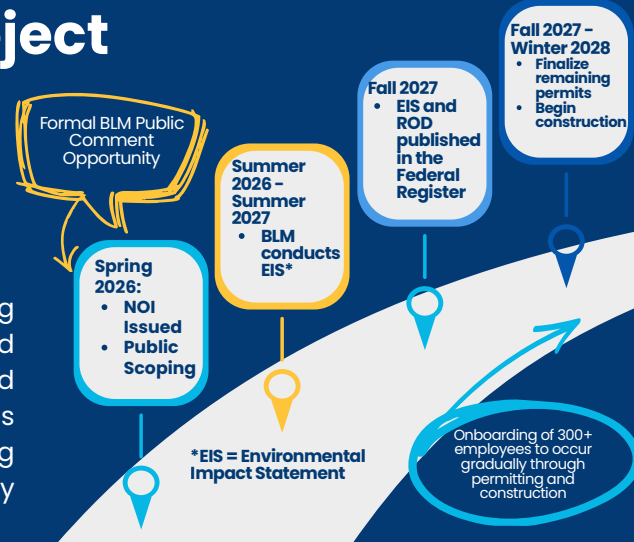 ject
Formal BLM Public
Comment
Opportunity
Spring
2026:
• NOI
Issued
• Public
Scoping
Summer
2026 -
Summer
2027
• BLM
conducts
EIS*
Fall 2027
• EIS and
ROD
published
in the
Federal
Register
Fall 2027 -
Winter 2028
• Finalize
remaining
permits
• Begin
construction
g
d
d
s
g
y
*EIS = Environmental
Impact Statement
Onboarding of 300+
employees to occur
gradually through
permitting and
construction